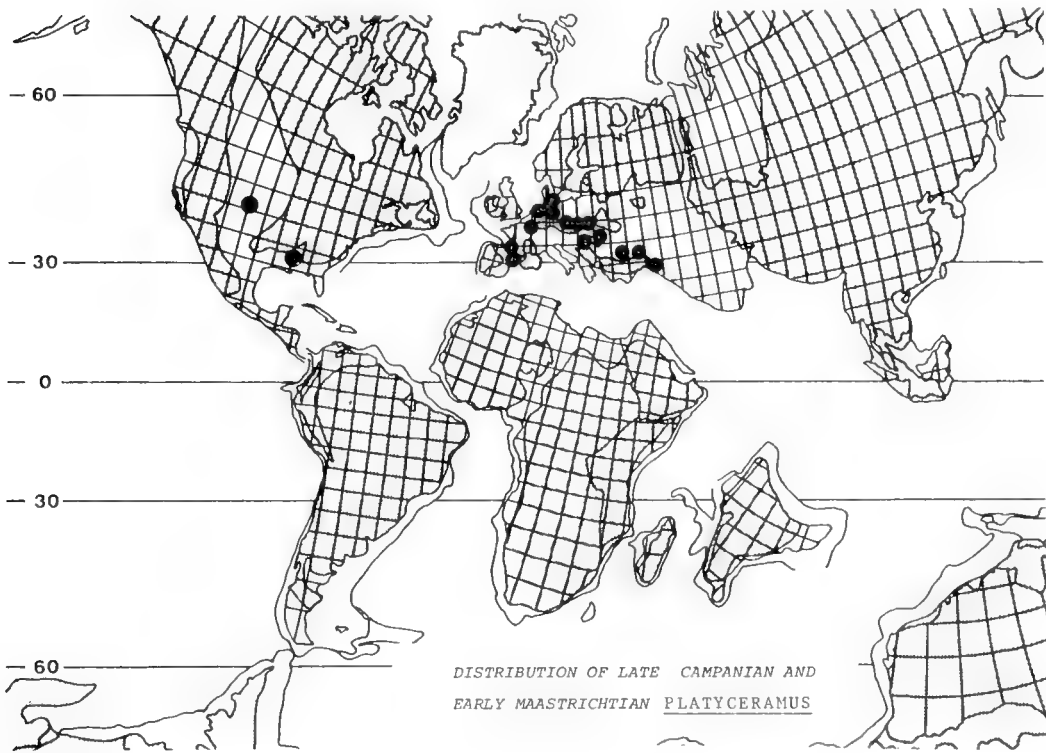 — 60
— 30
— 0
— 30
— 60
DISTRIBUTION OF LATE CAMPANIAN AND
EARLY MAASTRICHTIAN PLATYCERAMUS